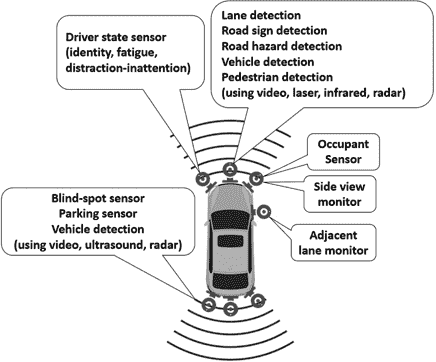 Driver state sensor
(identity, fatigue,
distraction-inattention)
Lane detection
Road sign detection
Road hazard detection
Vehicle detection
Pedestrian detection
(using video, laser, infrared, radar)
Occupant
Sensor
Side view
monitor
Adjacent
lane monitor
Blind-spot sensor
Parking sensor
Vehicle detection
(using video, ultrasound, radar)